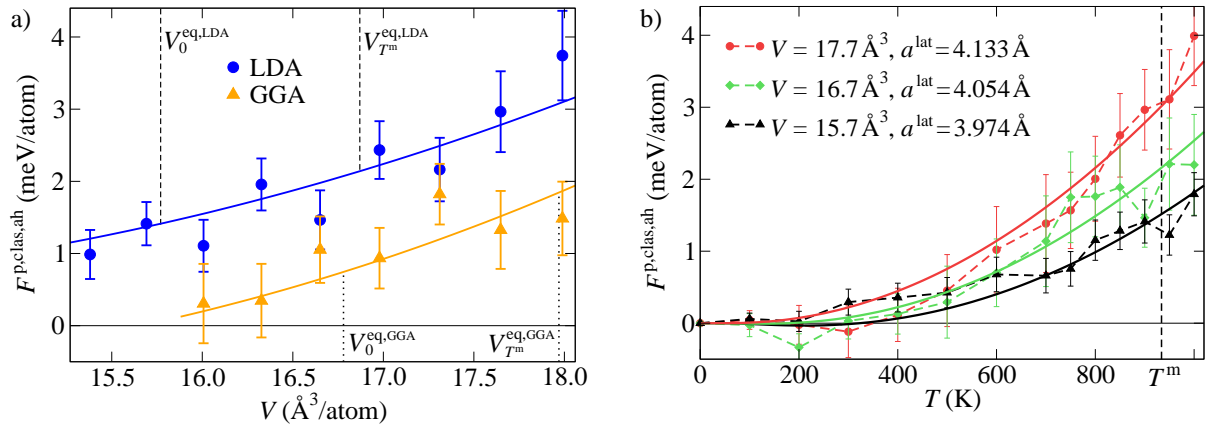 a)
F^p,clas,ah (meV/atom)
4
3
2
1
0
V_0^eq,LDA
V_T^m^eq,LDA
LDA
GGA
V_0^eq,GGA
V_T^m^eq,GGA
15.5 16.0 16.5 17.0 17.5 18.0
V (Å^3/atom)
b)
F^p,clas,ah (meV/atom)
4
3
2
1
0
V = 17.7 Å^3, a^lat = 4.133 Å
V = 16.7 Å^3, a^lat = 4.054 Å
V = 15.7 Å^3, a^lat = 3.974 Å
0 200 400 600 800 T^m
T (K)